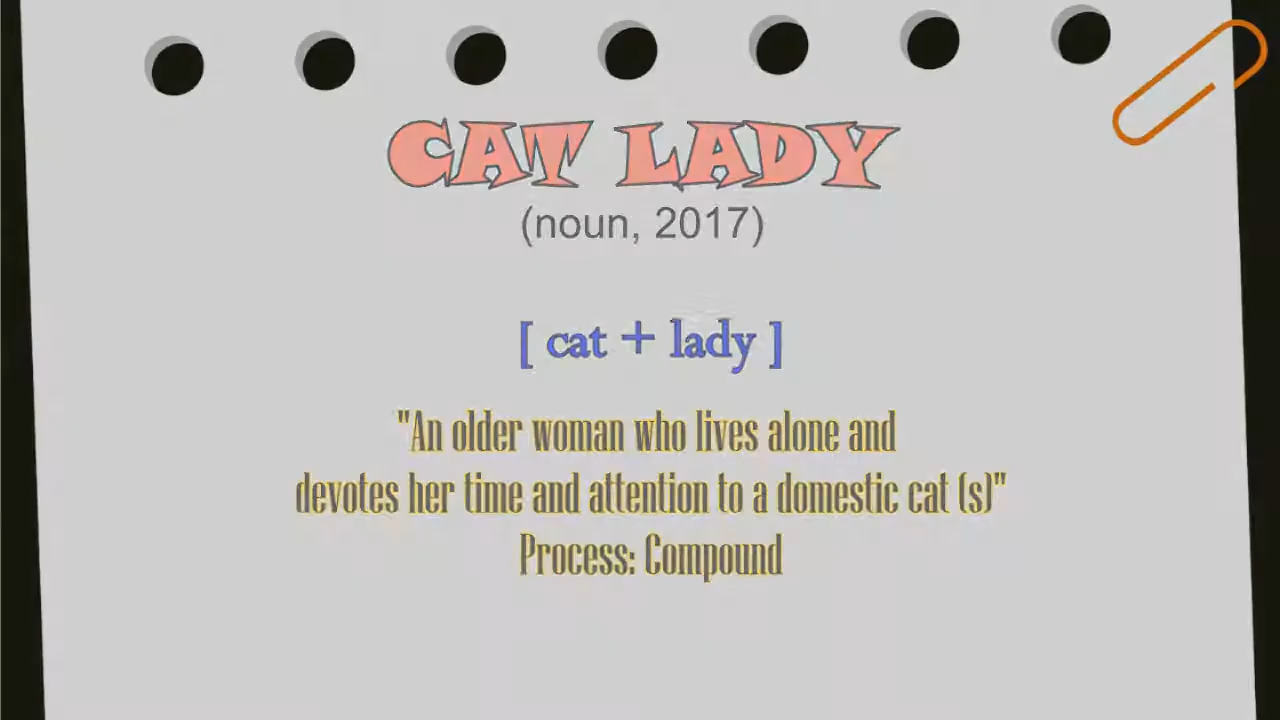 CAT LADY
(noun, 2017)
[ cat + lady ]
"An older woman who lives alone and
devotes her time and attention to a domestic cat (s)"
Process: Compound